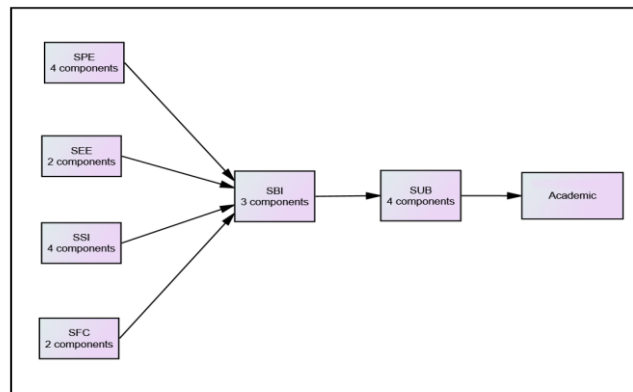 SPE
4 components
SEE
2 components
SSI
4 components
SFC
2 components
SBI
3 components
SUB
4 components
Academic